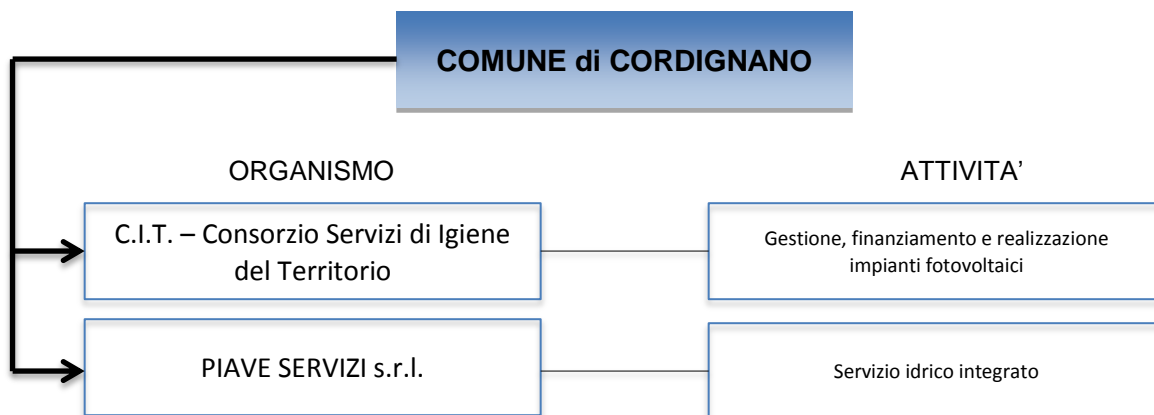 COMUNE di CORDIGNANO
ORGANISMO
ATTIVITA’
C.I.T. – Consorzio Servizi di Igiene
del Territorio
Gestione, finanziamento e realizzazione
impianti fotovoltaici
PIAVE SERVIZI s.r.l.
Servizio idrico integrato